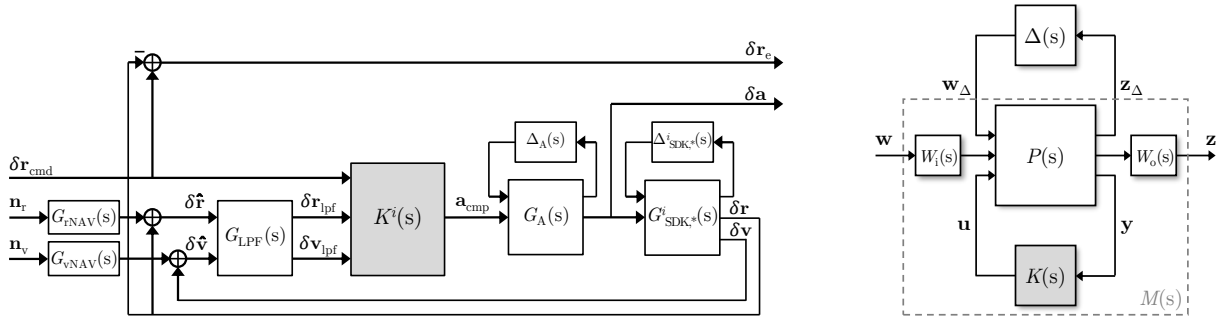 −
δr_e
δa
Δ_A(s)
Δ^i_SDK,*(s)
δr_cmd
n_r
G_rNAV(s)
δr̂
δr_lpf
K^i(s)
a_cmp
G_A(s)
G^i_SDK,*(s)
δr
δv
n_v
G_vNAV(s)
δv̂
G_LPF(s)
δv_lpf
Δ(s)
w_Δ
z_Δ
w
W_i(s)
P(s)
W_o(s)
z
u
y
K(s)
M(s)